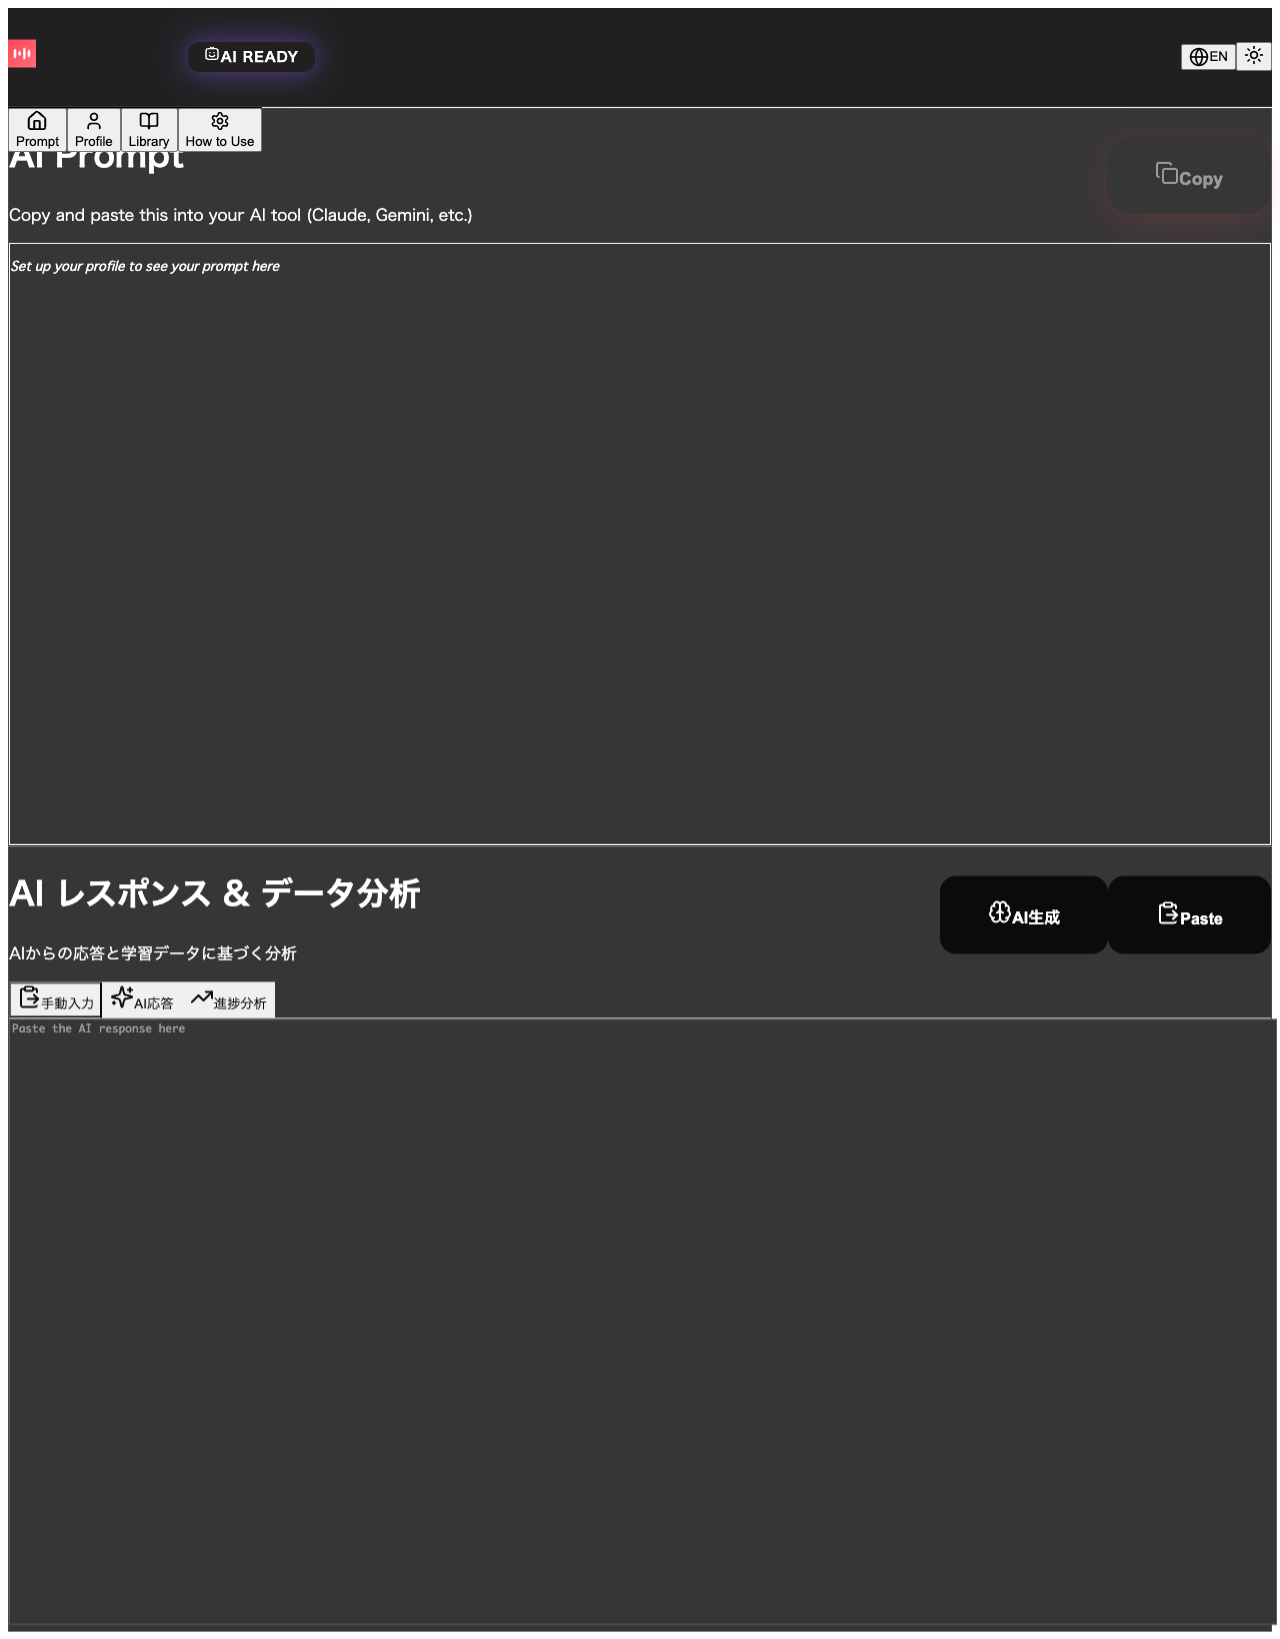 AI READY
EN
Prompt
Profile
Library
How to Use
AI Prompt
Copy
Copy and paste this into your AI tool (Claude, Gemini, etc.)
Set up your profile to see your prompt here
AI レスポンス & データ分析
AI生成
Paste
AIからの応答と学習データに基づく分析
手動入力
AI応答
進捗分析
Paste the AI response here